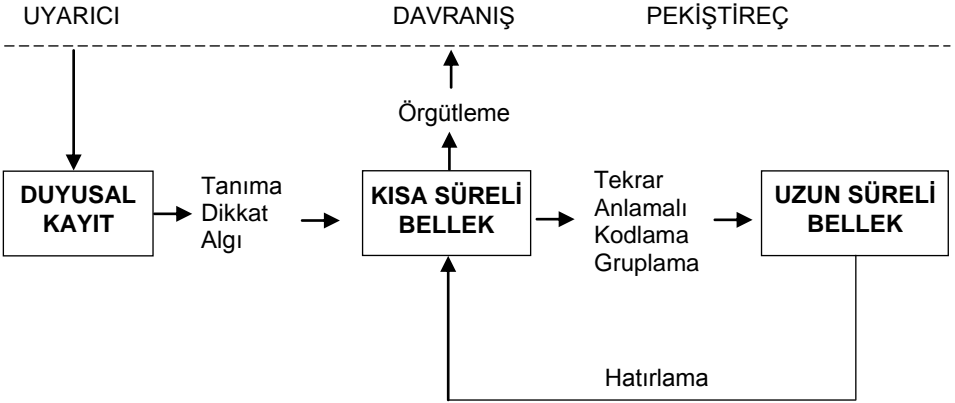 UYARICI DAVRANIŞ PEKİŞTİREÇ
Örgütleme
DUYUSAL
KAYIT
Tanıma
Dikkat
Algı
KISA SÜRELİ
BELLEK
Tekrar
Anlamalı
Kodlama
Gruplama
UZUN SÜRELİ
BELLEK
Hatırlama